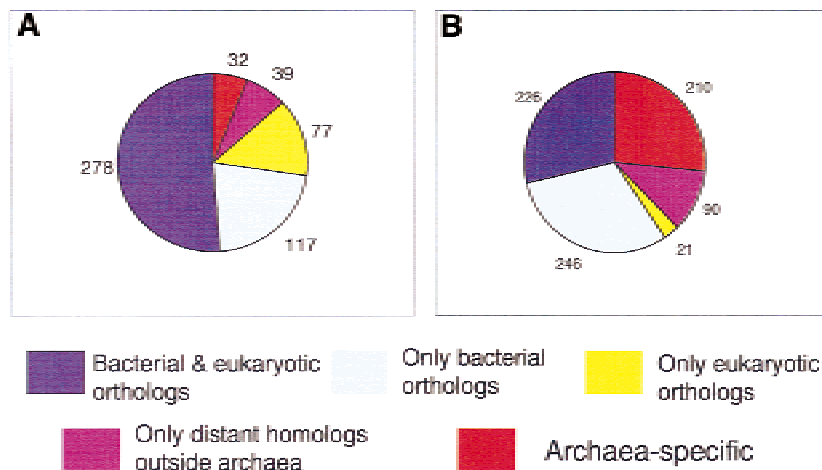 A
B
32
39
77
117
278
210
90
21
246
226
Bacterial & eukaryotic
orthologs
Only bacterial
orthologs
Only eukaryotic
orthologs
Only distant homologs
outside archaea
Archaea-specific